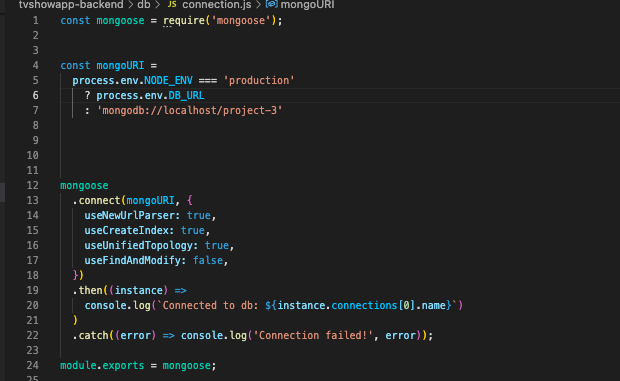 tvshowapp-backend > db > JS connection.js > mongoURI
1 const mongoose = require('mongoose');
2
3
4 const mongoURI =
5 process.env.NODE_ENV === 'production'
6 ? process.env.DB_URL
7 : 'mongodb://localhost/project-3'
8
9
10
11
12 mongoose
13 .connect(mongoURI, {
14 useNewUrlParser: true,
15 useCreateIndex: true,
16 useUnifiedTopology: true,
17 useFindAndModify: false,
18 })
19 .then((instance) =>
20 console.log(`Connected to db: ${instance.connections[0].name}`)
21 )
22 .catch((error) => console.log('Connection failed!', error));
23
24 module.exports = mongoose;
25